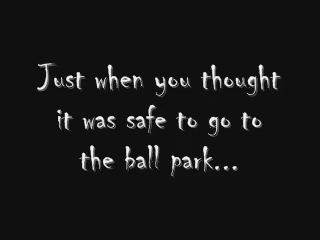 Just when you thought
it was safe to go to
the ball park...